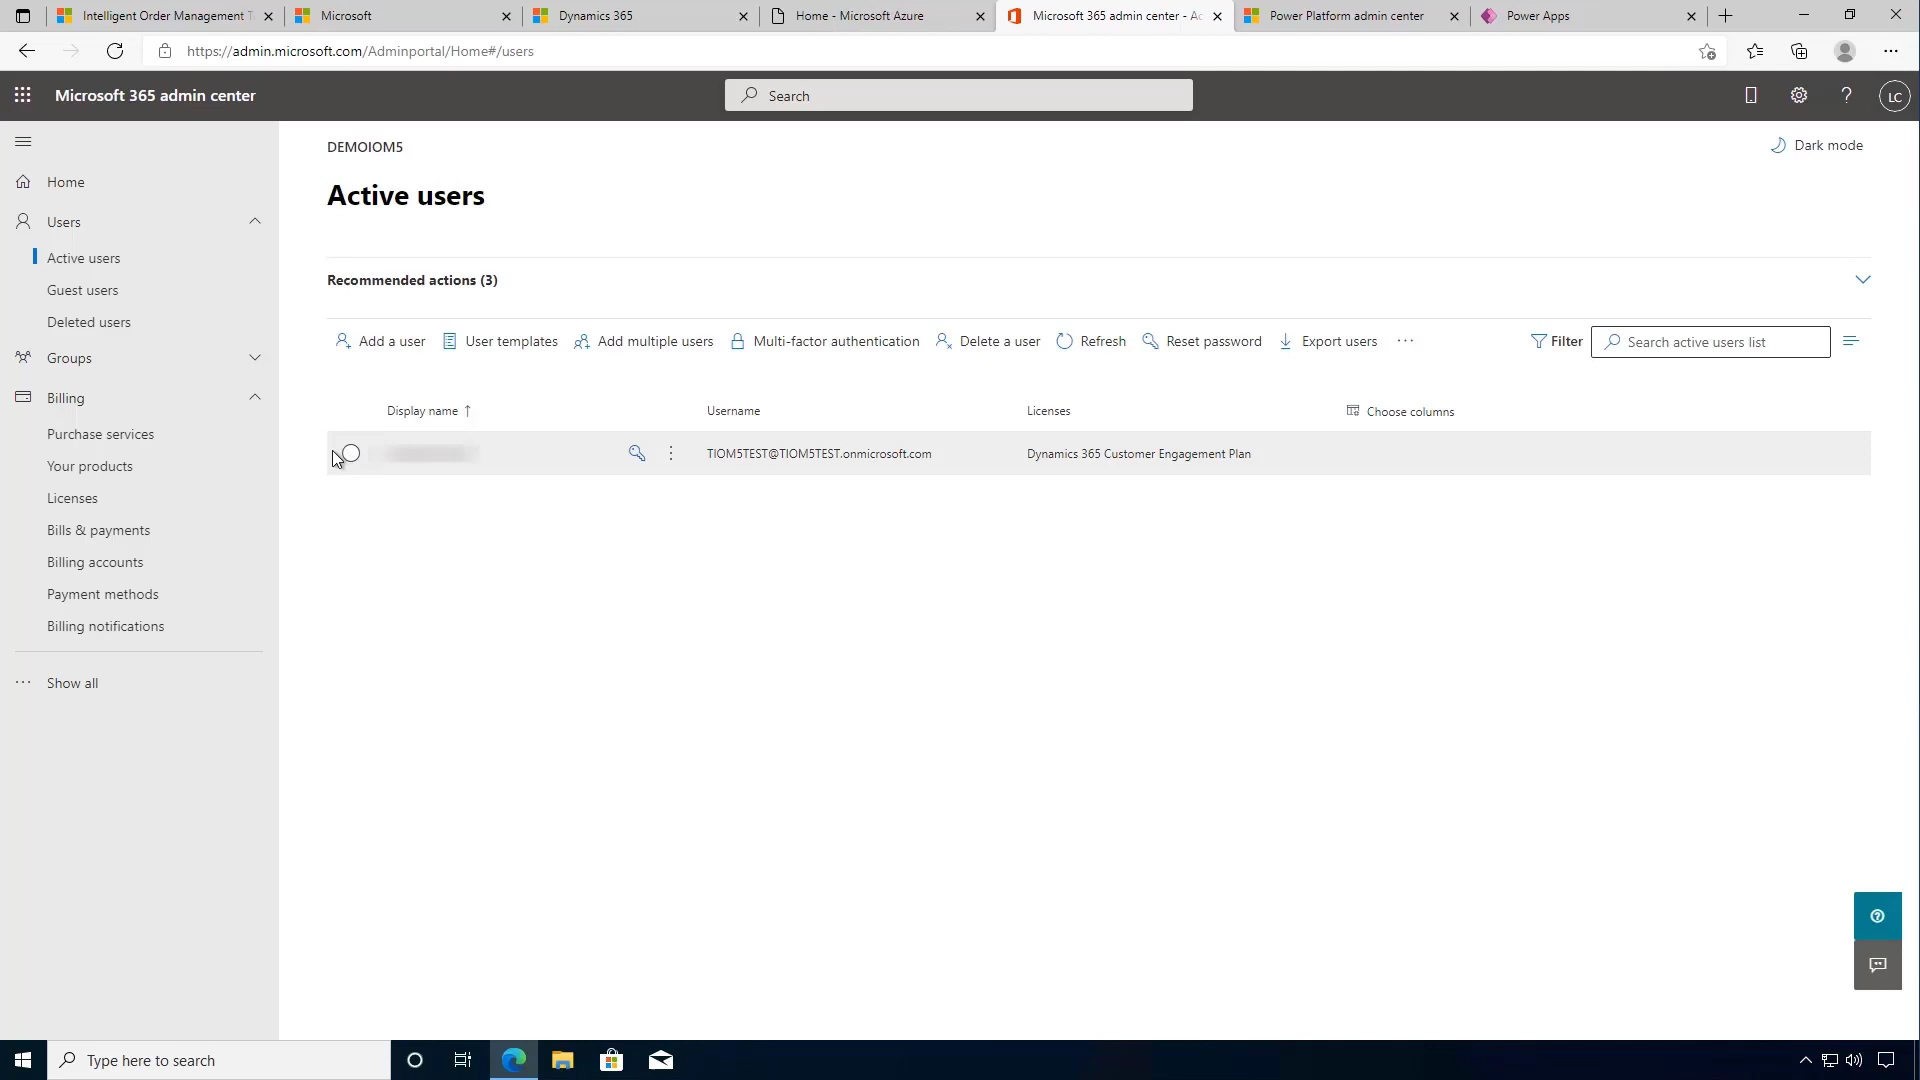 Intelligent Order Management T
Microsoft
Dynamics 365
Home - Microsoft Azure
Microsoft 365 admin center - Ac
Power Platform admin center
Power Apps
https://admin.microsoft.com/Adminportal/Home#/users
Microsoft 365 admin center
Search
LC
DEMOIOM5
Dark mode
Active users
Home
Users
Active users
Guest users
Deleted users
Groups
Billing
Purchase services
Your products
Licenses
Bills & payments
Billing accounts
Payment methods
Billing notifications
Show all
Recommended actions (3)
Add a user
User templates
Add multiple users
Multi-factor authentication
Delete a user
Refresh
Reset password
Export users
Filter
Search active users list
Display name ↑
Username
Licenses
Choose columns
TIOM5TEST@TIOM5TEST.onmicrosoft.com
Dynamics 365 Customer Engagement Plan
Type here to search